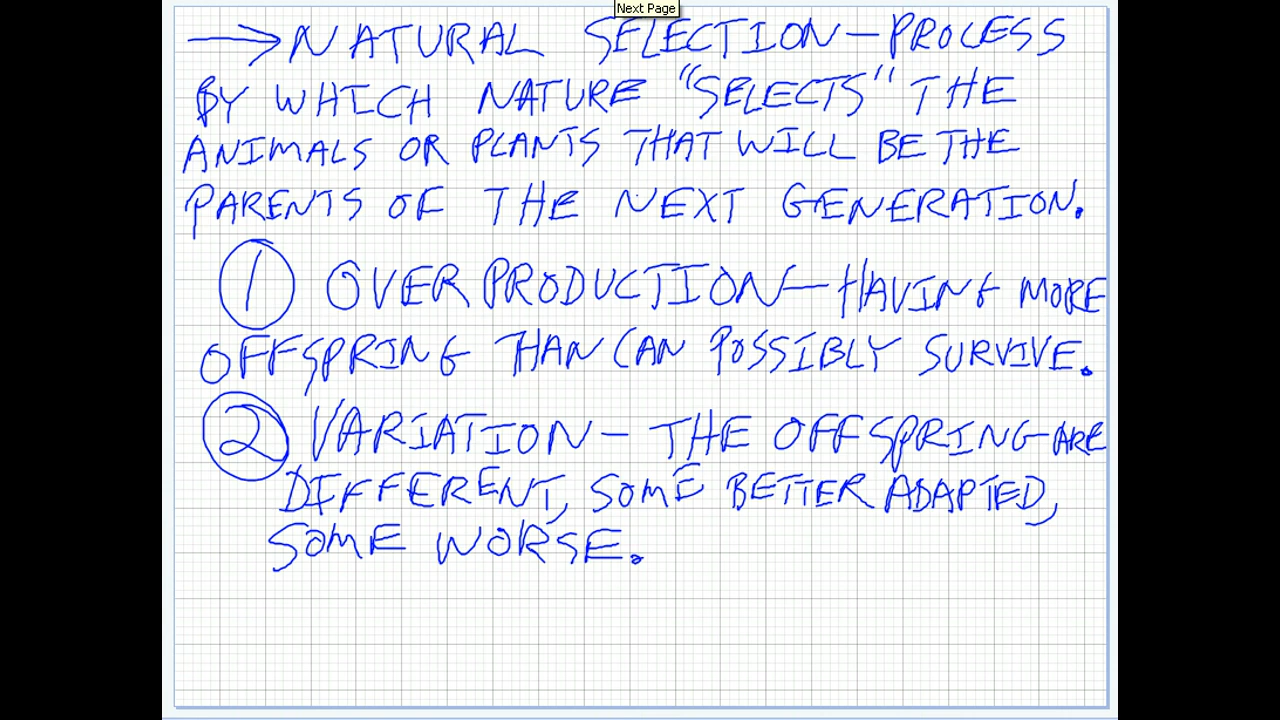 Next Page
→ NATURAL SELECTION - PROCESS
BY WHICH NATURE "SELECTS" THE
ANIMALS OR PLANTS THAT WILL BE THE
PARENTS OF THE NEXT GENERATION.
① OVERPRODUCTION - HAVING MORE
OFFSPRING THAN CAN POSSIBLY SURVIVE.
② VARIATION - THE OFFSPRING ARE
DIFFERENT, SOME BETTER ADAPTED,
SOME WORSE.